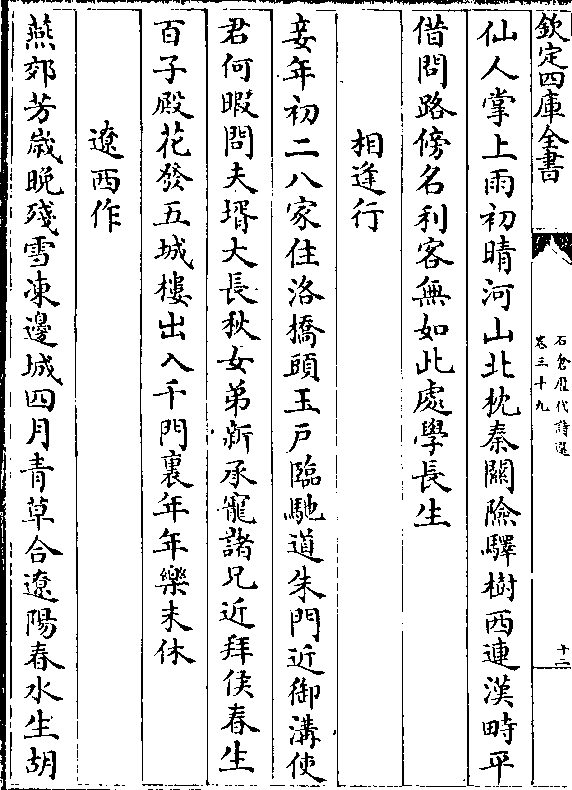 欽定四庫全書
石倉歷代詩選
卷三十九
十二
仙人掌上雨初晴河山北枕秦闗險驛樹西連漢畤平
借問路傍名利客無如此處學長生
相逢行
妾年初二八家住洛橋頭玉戸臨馳道朱門近御溝使
君何暇問夫壻大長秋女弟新承寵諸兄近拜侯春生
百子殿花發五城樓出入千門裏年年樂未休
遼西作
燕郊芳歳晚殘雪凍邊城四月青草合遼陽春水生胡